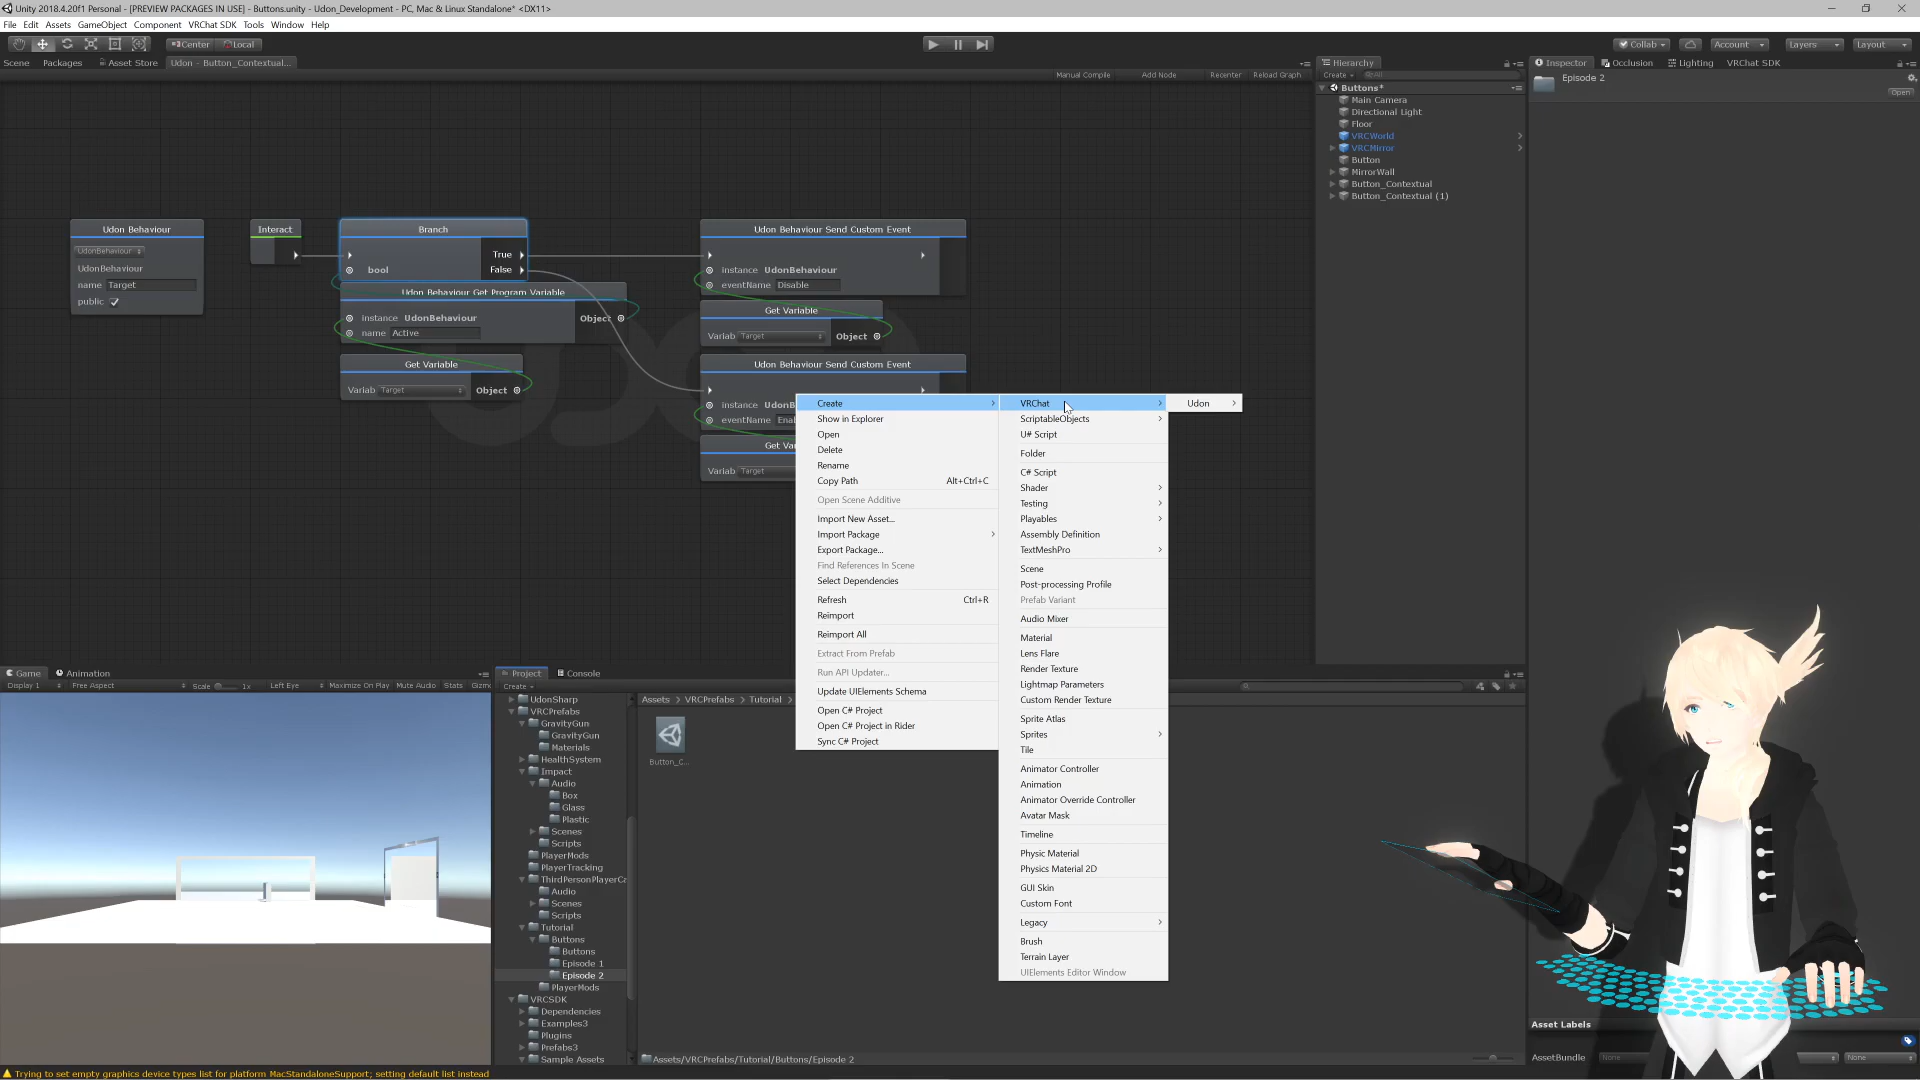 Unity 2018.4.20f1 Personal - [PREVIEW PACKAGES IN USE] - Buttons.unity - Udon_Development - PC, Mac & Linux Standalone* <DX11>
File Edit Assets GameObject Component VRChat SDK Tools Window Help
Center Local Collab Account Layers Layout
Scene Packages Asset Store Udon - Button_Contextual...
Manual Compile Add Node Recenter Reload Graph
Udon Behaviour
UdonBehaviour
UdonBehaviour
name Target
public
Interact
Branch
True
bool False
Udon Behaviour Get Program Variable
instance UdonBehaviour Object
name Active
Get Variable
Variab Target Object
Udon Behaviour Send Custom Event
instance UdonBehaviour
eventName Disable
Get Variable
Variab Target Object
Udon Behaviour Send Custom Event
instance UdonB
eventName Enal
Get Va
Variab Target
Create
Show in Explorer
Open
Delete
Rename
Copy Path Alt+Ctrl+C
Open Scene Additive
Import New Asset...
Import Package
Export Package...
Find References In Scene
Select Dependencies
Refresh Ctrl+R
Reimport
Reimport All
Extract From Prefab
Run API Updater...
Update UIElements Schema
Open C# Project
Open C# Project in Rider
Sync C# Project
VRChat
ScriptableObjects
U# Script
Folder
C# Script
Shader
Testing
Playables
Assembly Definition
TextMeshPro
Scene
Post-processing Profile
Prefab Variant
Audio Mixer
Material
Lens Flare
Render Texture
Lightmap Parameters
Custom Render Texture
Sprite Atlas
Sprites
Tile
Animator Controller
Animation
Animator Override Controller
Avatar Mask
Timeline
Physic Material
Physics Material 2D
GUI Skin
Custom Font
Legacy
Brush
Terrain Layer
UIElements Editor Window
Udon
Hierarchy
Create All
Buttons*
Main Camera
Directional Light
Floor
VRCWorld
VRCMirror
Button
MirrorWall
Button_Contextual
Button_Contextual (1)
Inspector Occlusion Lighting VRChat SDK
Episode 2
Open
Game Animation
Display 1 Free Aspect Scale 1x Left Eye Maximize On Play Mute Audio Stats Gizmo
Project Console
Create
UdonSharp
VRCPrefabs
GravityGun
GravityGun
Materials
HealthSystem
Impact
Audio
Box
Glass
Plastic
Scenes
Scripts
PlayerMods
PlayerTracking
ThirdPersonPlayerCr
Audio
Scenes
Scripts
Tutorial
Buttons
Buttons
Episode 1
Episode 2
PlayerMods
VRCSDK
Dependencies
Examples3
Plugins
Prefabs3
Sample Assets
Assets > VRCPrefabs > Tutorial >
Button_C...
Assets/VRCPrefabs/Tutorial/Buttons/Episode 2
Asset Labels
AssetBundle None None
Trying to set empty graphics device types list for platform MacStandaloneSupport; setting default list instead